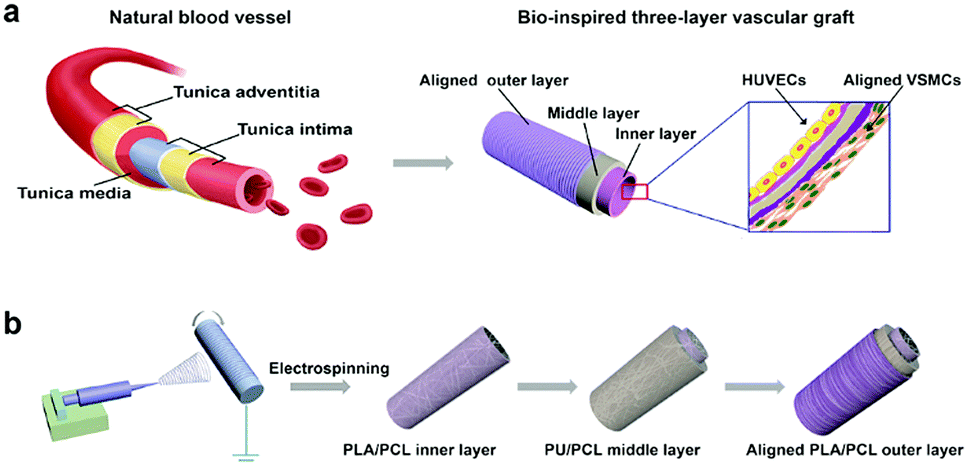 a
Natural blood vessel
Bio-inspired three-layer vascular graft
Tunica adventitia
Tunica intima
Tunica media
Aligned outer layer
Middle layer
Inner layer
HUVECs
Aligned VSMCs
b
Electrospinning
PLA/PCL inner layer
PU/PCL middle layer
Aligned PLA/PCL outer layer